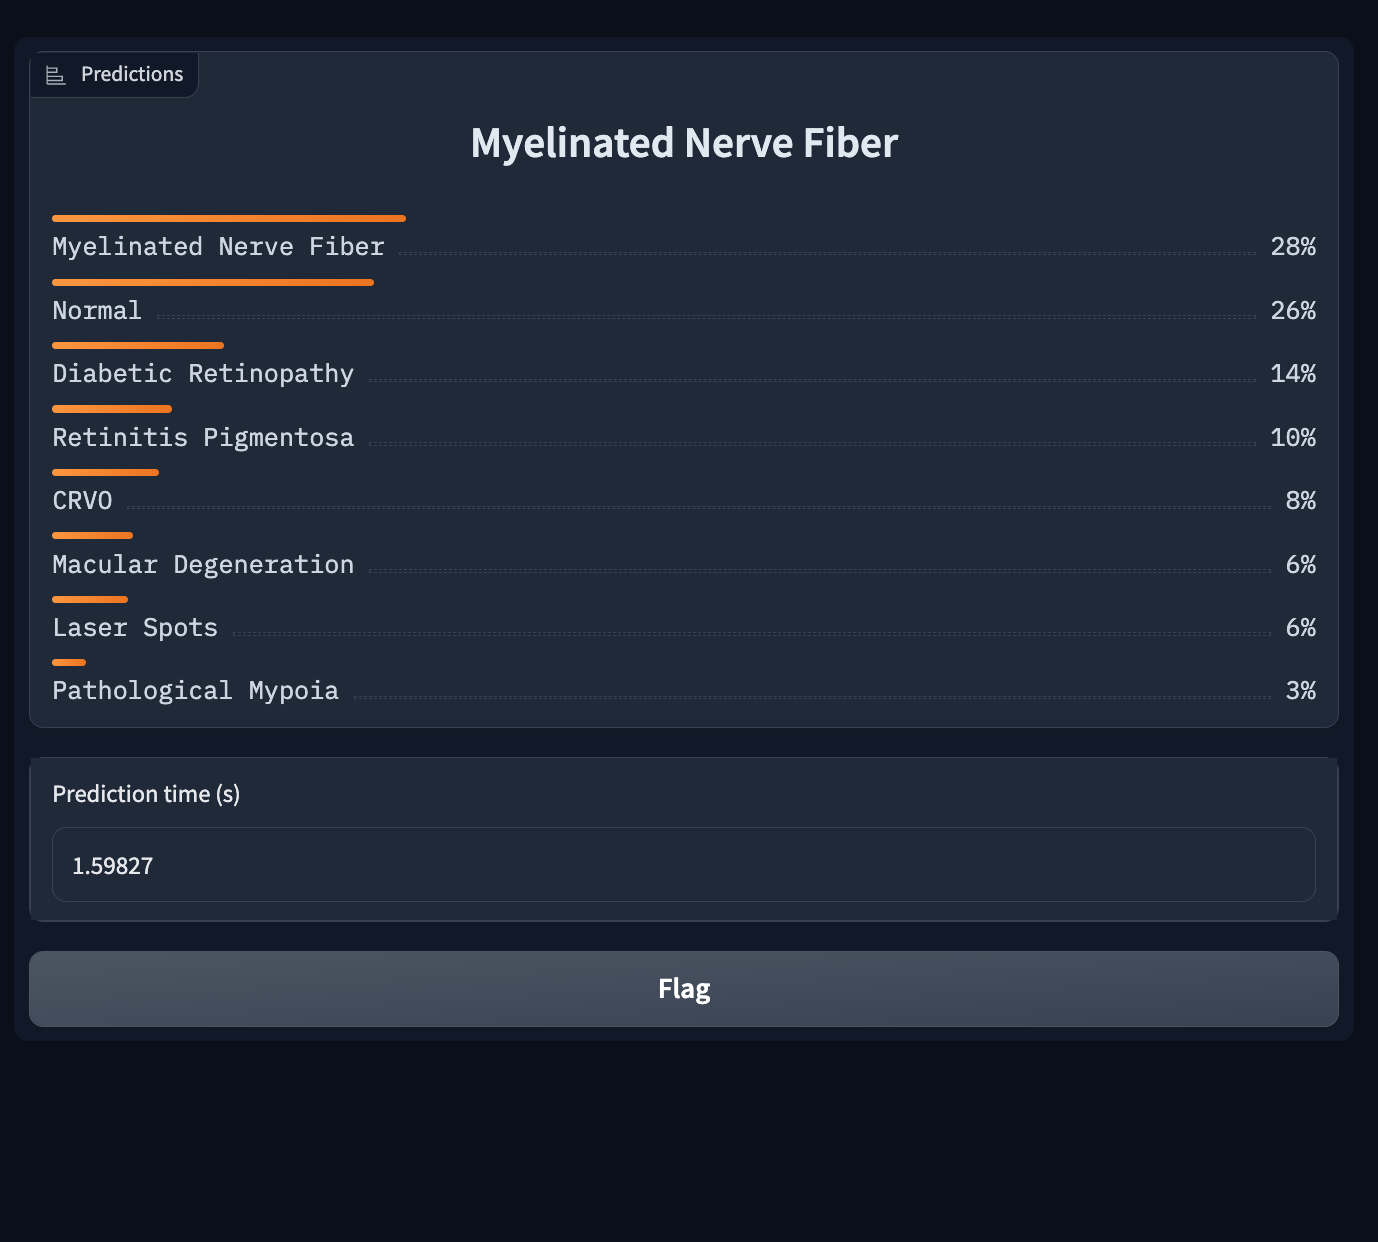 Predictions
Myelinated Nerve Fiber
Myelinated Nerve Fiber 28%
Normal 26%
Diabetic Retinopathy 14%
Retinitis Pigmentosa 10%
CRVO 8%
Macular Degeneration 6%
Laser Spots 6%
Pathological Mypoia 3%
Prediction time (s)
1.59827
Flag